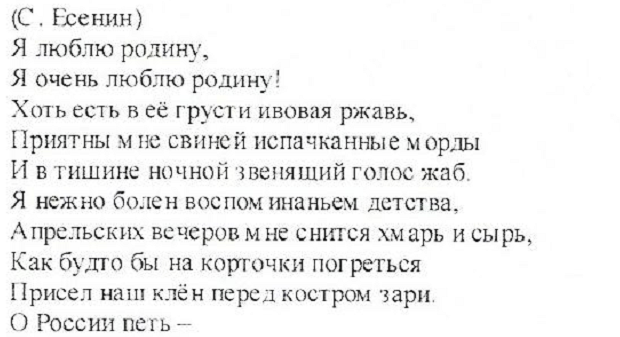 (С. Есенин)
Я люблю родину,
Я очень люблю родину!
Хоть есть в её грусти ивовая ржавь,
Приятны мне свиней испачканные морды
И в тишине ночной звенящий голос жаб.
Я нежно болен воспоминаньем детства,
Апрельских вечеров мне снится хмарь и сырь,
Как будто бы на корточки погреться
Присел наш клён перед костром зари.
О России петь –